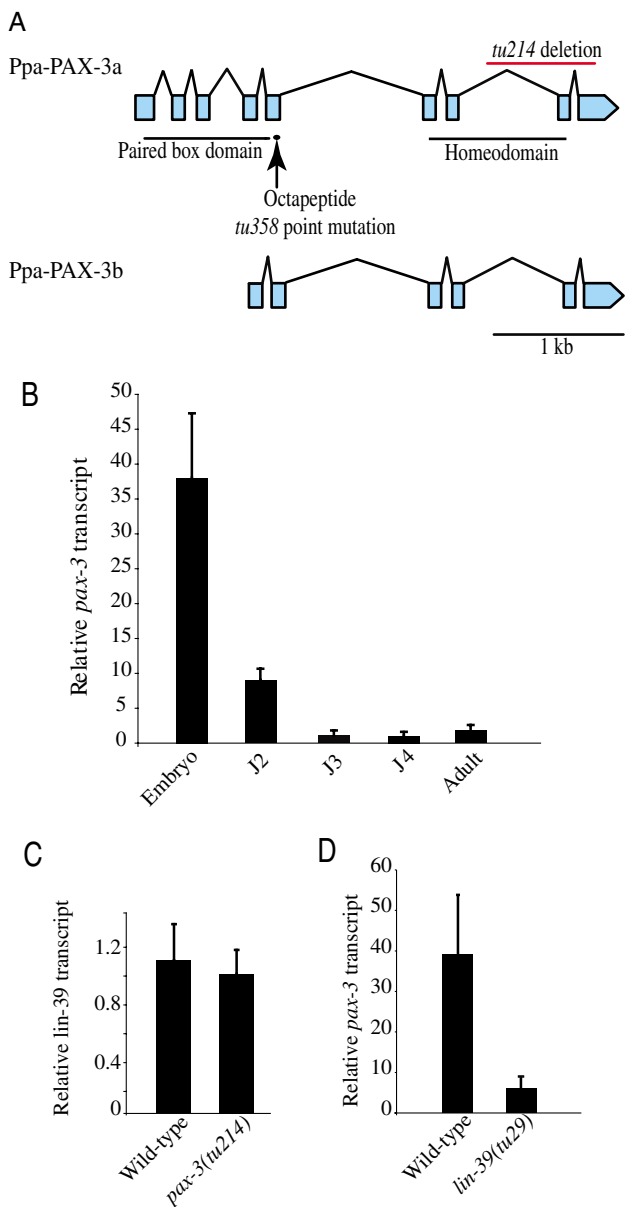 A
tu214 deletion
Ppa-PAX-3a
Paired box domain
Homeodomain
Octapeptide
tu358 point mutation
Ppa-PAX-3b
1 kb
B
Relative pax-3 transcript
50
45
40
35
30
25
20
15
10
5
0
Embryo
J2
J3
J4
Adult
C
Relative lin-39 transcript
1.2
0.8
0.4
0
Wild-type
pax-3(tu214)
D
Relative pax-3 transcript
60
50
40
30
20
10
0
Wild-type
lin-39(tu29)